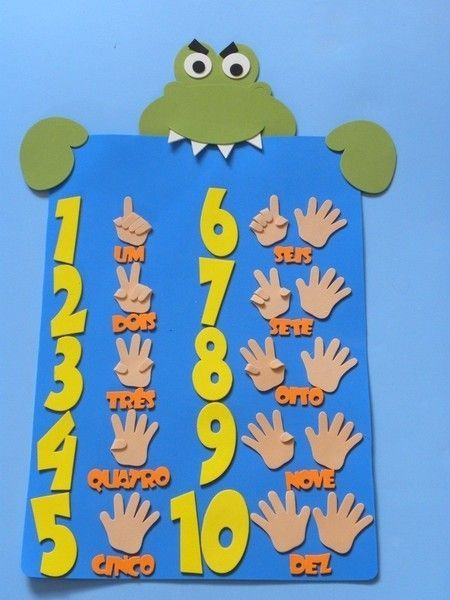 1
UM
2
DOIS
3
TRÊS
4
QUATRO
5
CINCO
6
SEIS
7
SETE
8
OITO
9
NOVE
10
DEZ